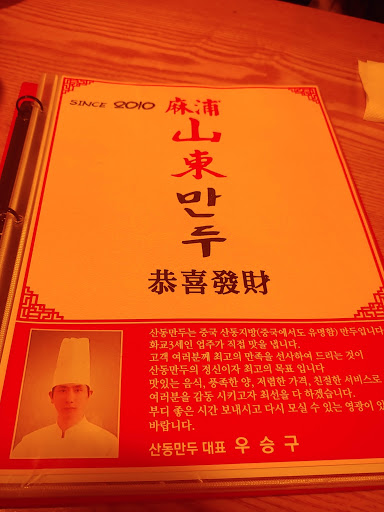 SINCE 2010 麻浦
山
東
만
두
恭喜發財
산동만두는 중국 산동지방(중국에서도 유명함) 만두입니다
화교3세인 업주가 직접 맛을 냅니다.
고객 여러분께 최고의 만족을 선사하여 드리는 것이
산동만두의 정신이자 최고의 목표 입니다
맛있는 음식, 풍족한 양, 저렴한 가격, 친절한 서비스로
여러분을 감동 시키고자 최선을 다 하겠습니다.
부디 좋은 시간 보내시고 다시 모실 수 있는 영광이 있
바랍니다.
산동만두 대표 우승구